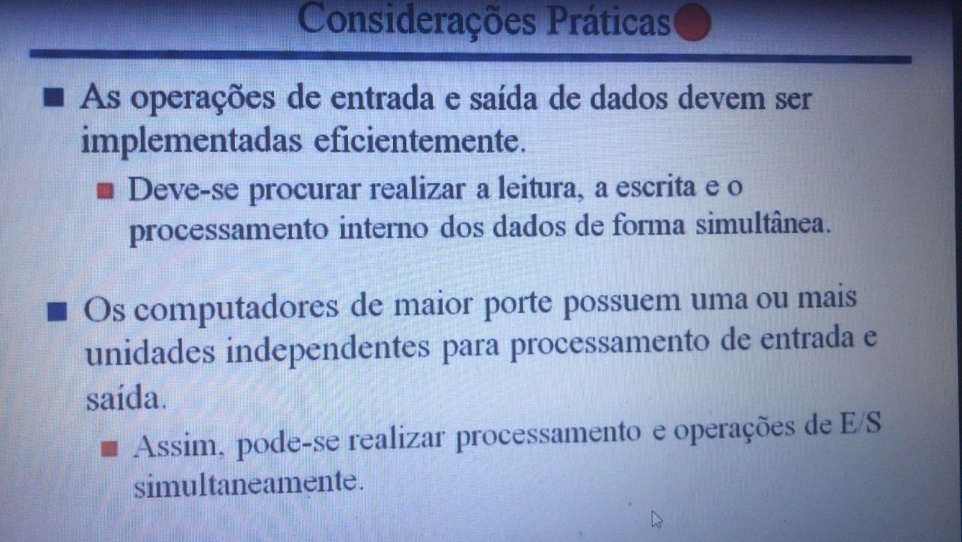 Considerações Práticas
As operações de entrada e saída de dados devem ser
implementadas eficientemente.
Deve-se procurar realizar a leitura, a escrita e o
processamento interno dos dados de forma simultânea.
Os computadores de maior porte possuem uma ou mais
unidades independentes para processamento de entrada e
saída.
Assim, pode-se realizar processamento e operações de E/S
simultaneamente.